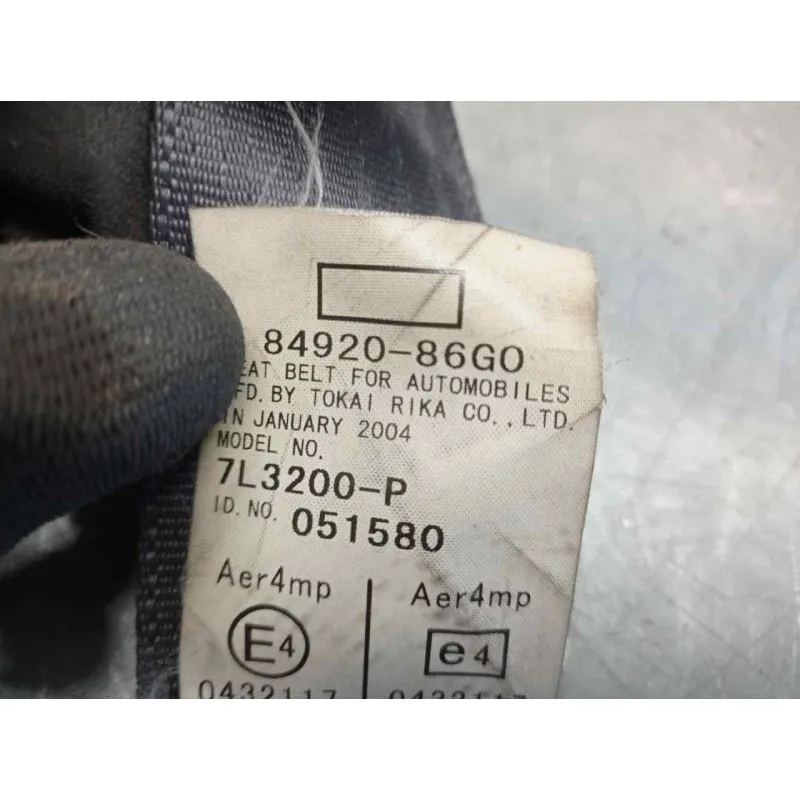 84920-86G0
EAT BELT FOR AUTOMOBILES
FD. BY TOKAI RIKA CO., LTD.
IN JANUARY 2004
MODEL NO.
7L3200-P
I.D. NO. 051580
Aer4mp Aer4mp
E4 e4
0432117